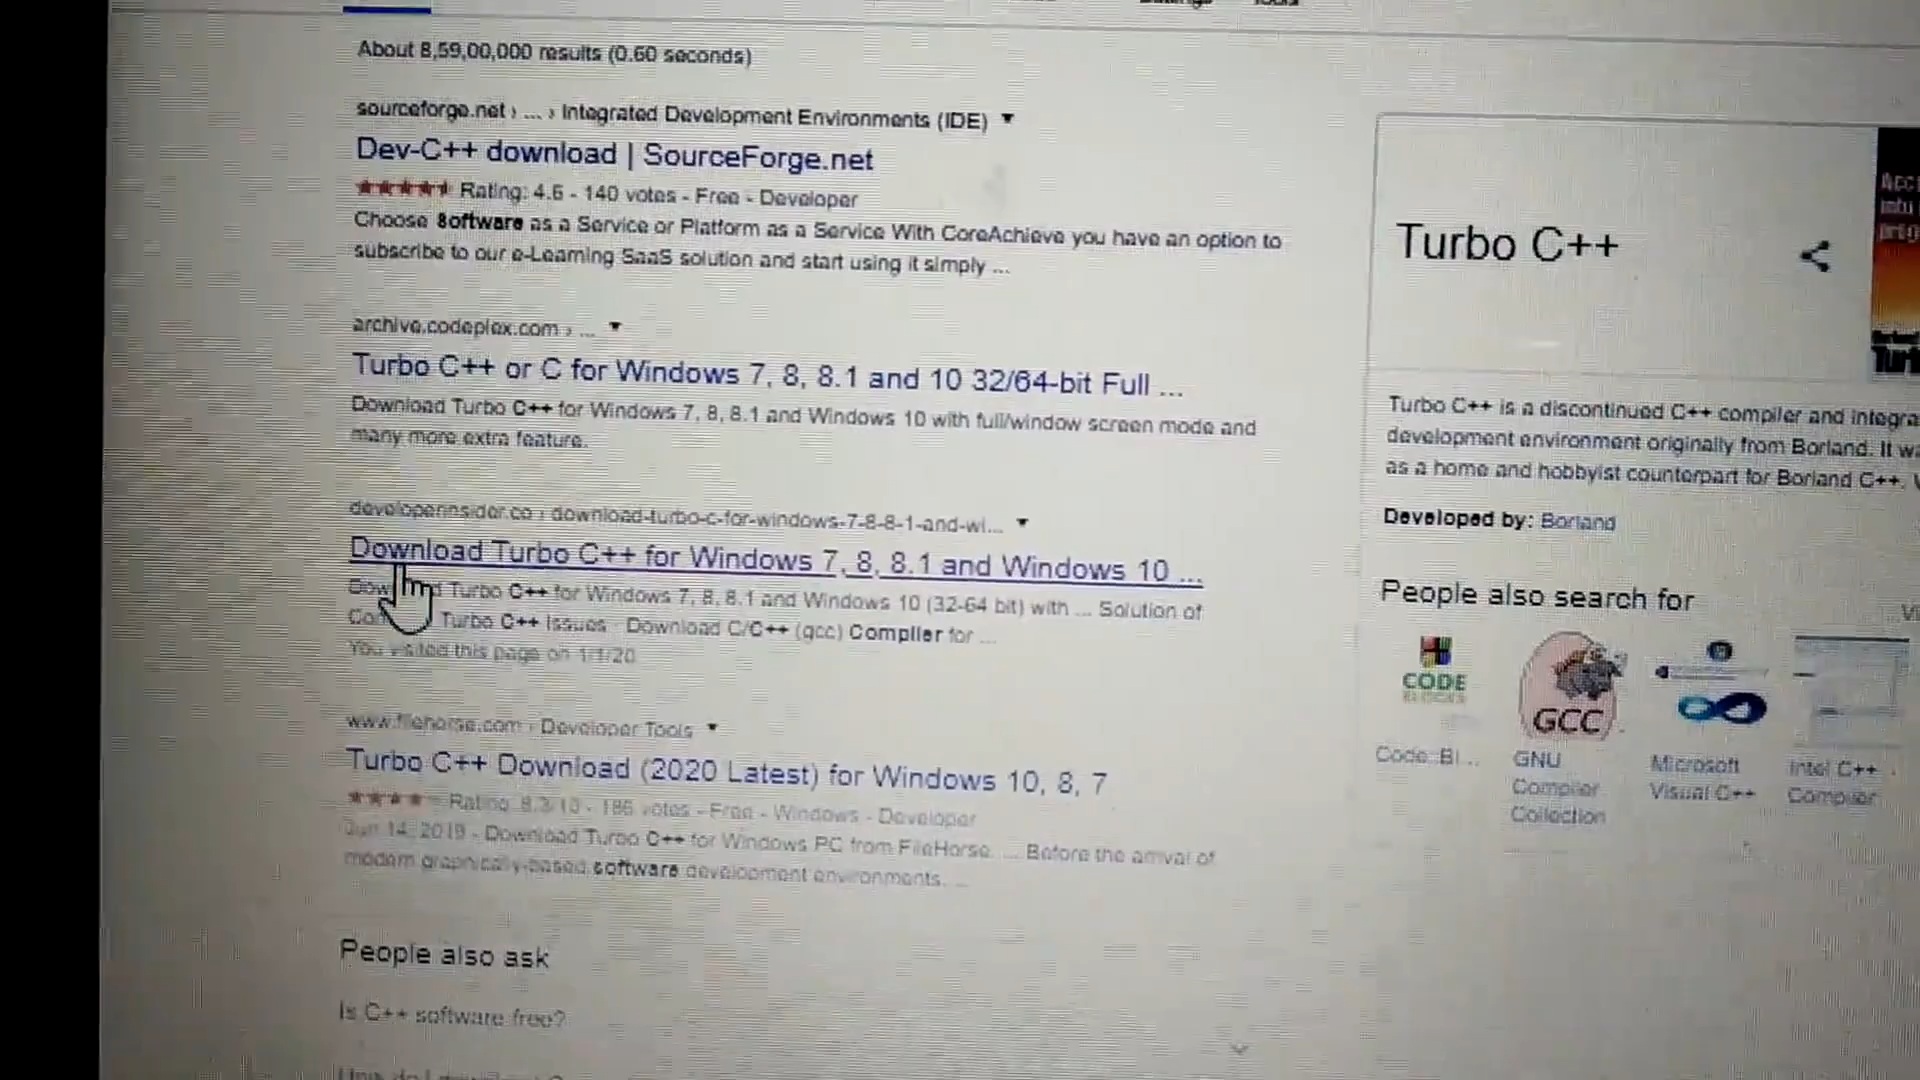 About 8,59,00,000 results (0.60 seconds)
sourceforge.net › ... › Integrated Development Environments (IDE)
Dev-C++ download | SourceForge.net
Rating: 4.6 - 140 votes - Free - Developer
Choose Software as a Service or Platform as a Service With CoreAchieve you have an option to
subscribe to our e-Learning SaaS solution and start using it simply ...
archive.codeplex.com › ...
Turbo C++ or C for Windows 7, 8, 8.1 and 10 32/64-bit Full ...
Download Turbo C++ for Windows 7, 8, 8.1 and Windows 10 with full/window screen mode and
many more extra feature.
developerinsider.co › download-turbo-c-for-windows-7-8-8-1-and-wi...
Download Turbo C++ for Windows 7, 8, 8.1 and Windows 10 ...
Turbo C++ for Windows 7, 8, 8.1 and Windows 10 (32-64 bit) with ... Solution of
Turbo C++ Issues · Download C/C++ (gcc) Compiler for ...
You visited this page on 1/1/20
www.filehorse.com › Developer Tools
Turbo C++ Download (2020 Latest) for Windows 10, 8, 7
Rating: 8.3/10 - 186 votes - Free - Windows - Developer
Jun 14, 2019 - Download Turbo C++ for Windows PC from FileHorse. ... Before the arrival of
modern graphically-based software development environments, ...
People also ask
Is C++ software free?
Turbo C++
Turbo C++ is a discontinued C++ compiler and
development environment originally from Borland. It
as a home and hobbyist counterpart for Borland C++.
Developed by: Borland
People also search for
CODE
BLOCKS
GCC
Code::Bl...
GNU
Compiler
Collection
Microsoft
Visual C++
Intel C++
Compiler